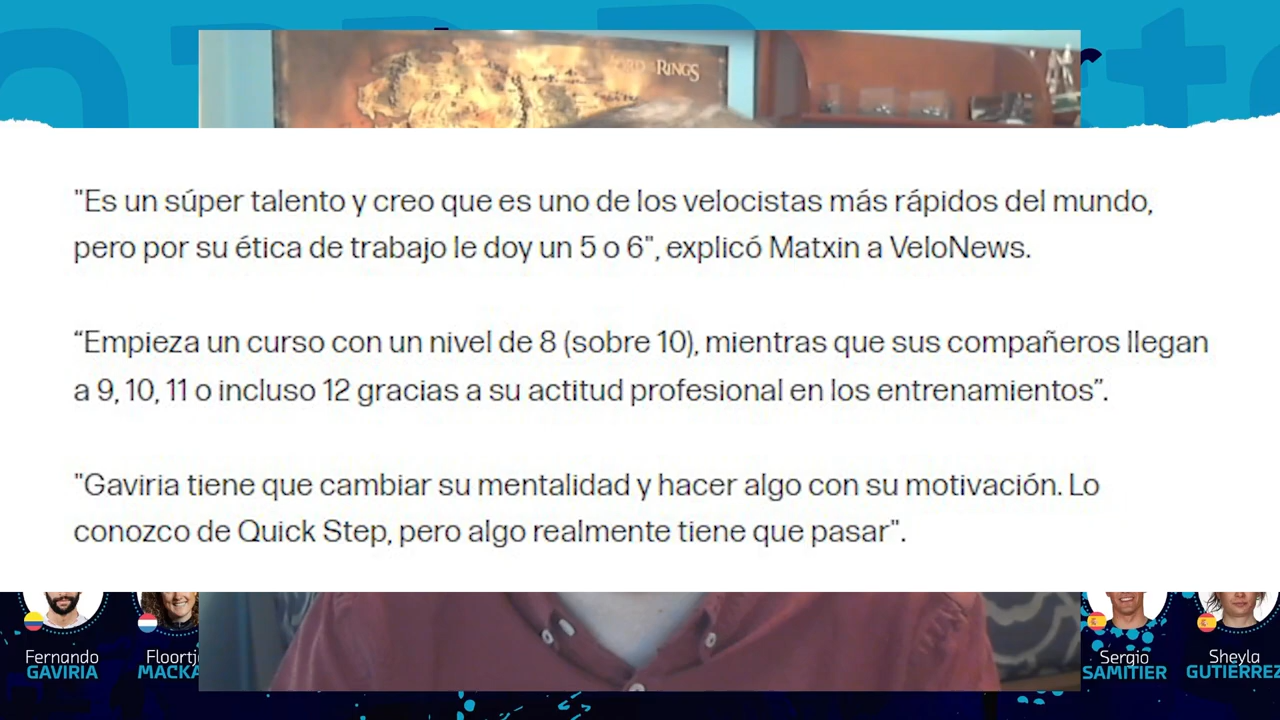 RINGS
"Es un súper talento y creo que es uno de los velocistas más rápidos del mundo,
pero por su ética de trabajo le doy un 5 o 6", explicó Matxin a VeloNews.
“Empieza un curso con un nivel de 8 (sobre 10), mientras que sus compañeros llegan
a 9, 10, 11 o incluso 12 gracias a su actitud profesional en los entrenamientos”.
"Gaviria tiene que cambiar su mentalidad y hacer algo con su motivación. Lo
conozco de Quick Step, pero algo realmente tiene que pasar".
Fernando
GAVIRIA
Sergio
SAMITIER
Sheyla
GUTIERREZ